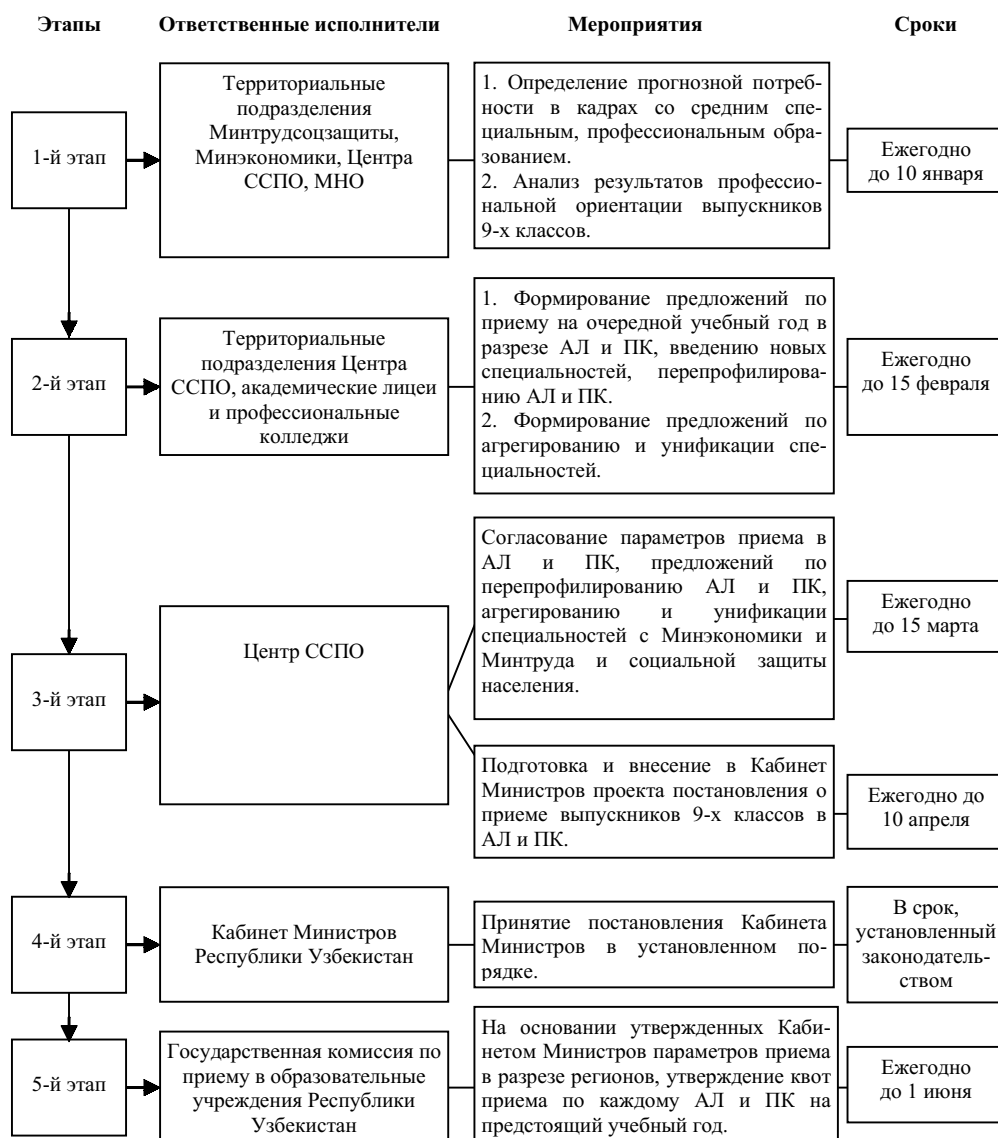 Этапы
Ответственные исполнители
Мероприятия
Сроки
1-й этап
Территориальные
подразделения
Минтрудсоцзащиты,
Минэкономики, Центра
ССПО, МНО
1. Определение прогнозной потреб-
ности в кадрах со средним спе-
циальным, профессиональным обра-
зованием.
2. Анализ результатов профессио-
нальной ориентации выпускников
9-х классов.
Ежегодно
до 10 января
2-й этап
Территориальные
подразделения Центра
ССПО, академические лицеи
и профессиональные
колледжи
1. Формирование предложений по
приему на очередной учебный год в
разрезе АЛ и ПК, введению новых
специальностей, перепрофилирова-
нию АЛ и ПК.
2. Формирование предложений по
агрегированию и унификации спе-
циальностей.
Ежегодно
до 15 февраля
3-й этап
Центр ССПО
Согласование параметров приема в
АЛ и ПК, предложений по
перепрофилированию АЛ и ПК,
агрегированию и унификации
специальностей с Минэкономики и
Минтруда и социальной защиты
населения.
Ежегодно
до 15 марта
Подготовка и внесение в Кабинет
Министров проекта постановления о
приеме выпускников 9-х классов в
АЛ и ПК.
Ежегодно до
10 апреля
4-й этап
Кабинет Министров
Республики Узбекистан
Принятие постановления Кабинета
Министров в установленном по-
рядке.
В срок,
установленный
законодатель-
ством
5-й этап
Государственная комиссия по
приему в образовательные
учреждения Республики
Узбекистан
На основании утвержденных Каби-
нетом Министров параметров приема
в разрезе регионов, утверждение квот
приема по каждому АЛ и ПК на
предстоящий учебный год.
Ежегодно
до 1 июня